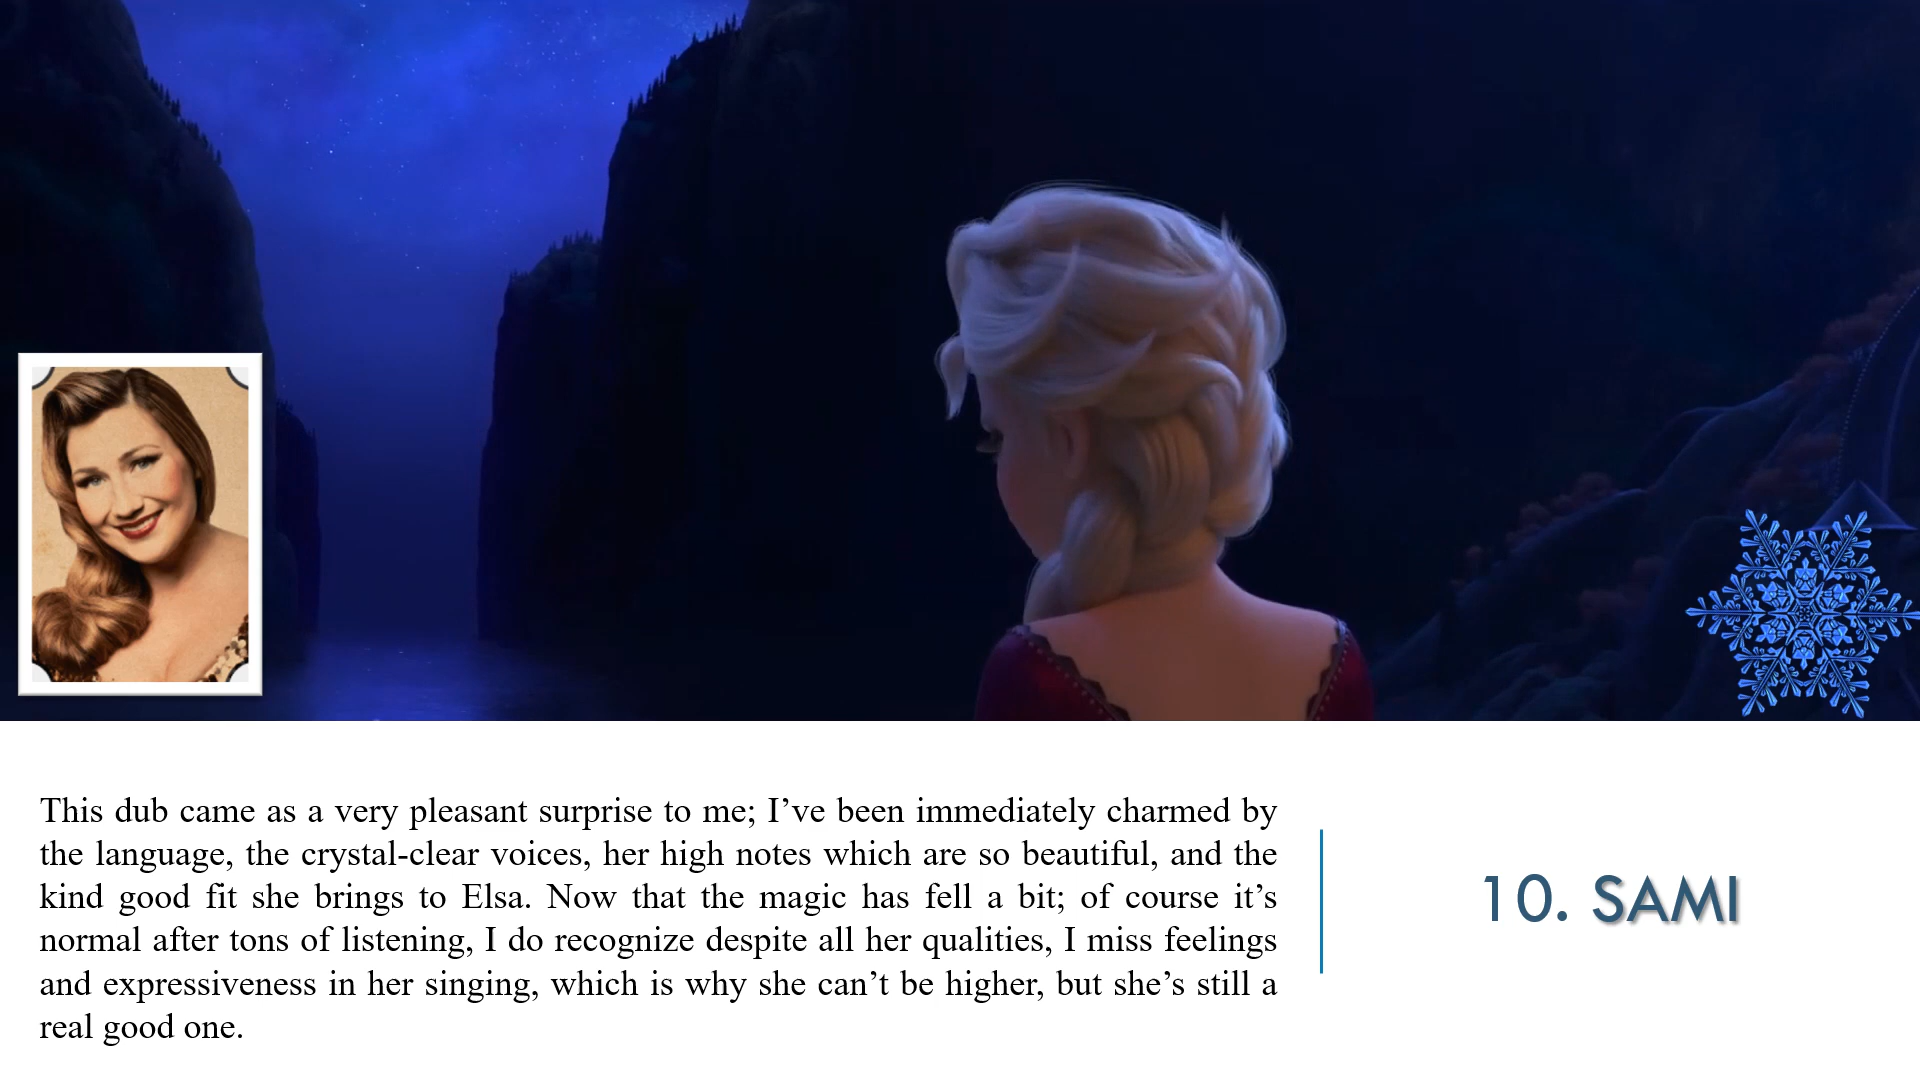 This dub came as a very pleasant surprise to me; I’ve been immediately charmed by
the language, the crystal-clear voices, her high notes which are so beautiful, and the
kind good fit she brings to Elsa. Now that the magic has fell a bit; of course it’s
normal after tons of listening, I do recognize despite all her qualities, I miss feelings
and expressiveness in her singing, which is why she can’t be higher, but she’s still a
real good one.
10. SAMI